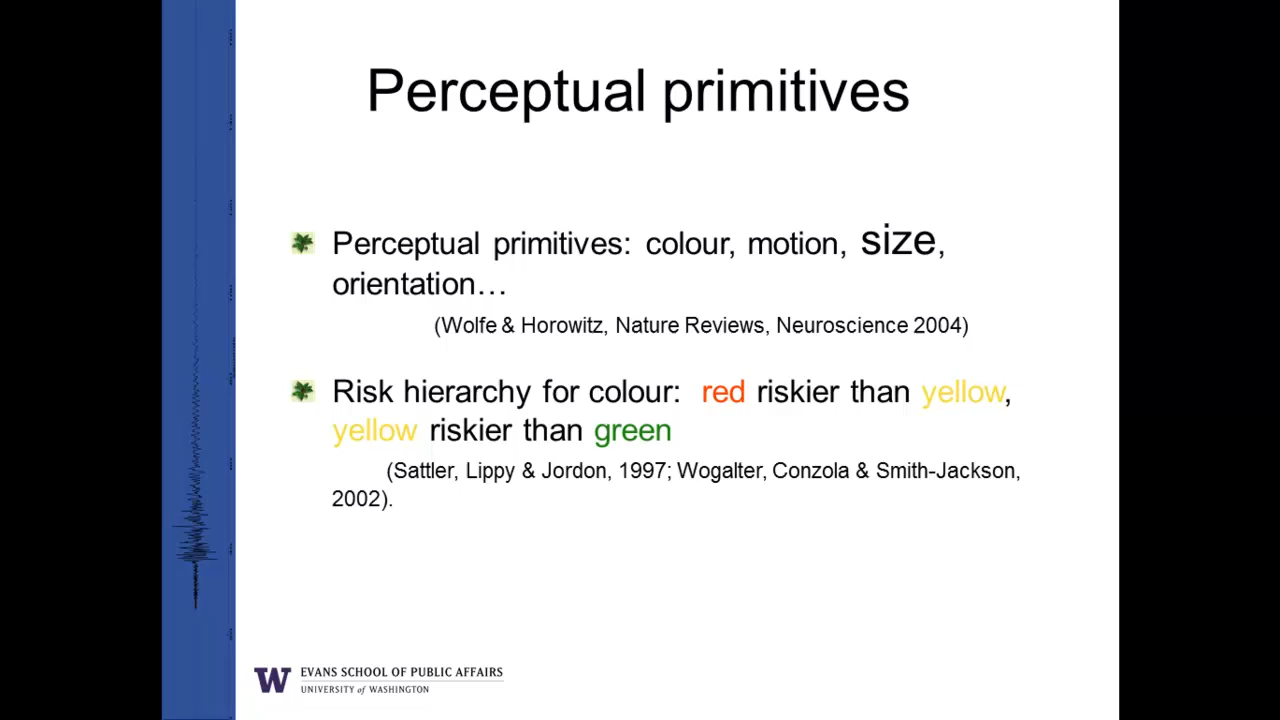 Perceptual primitives
Perceptual primitives: colour, motion, size,
orientation…
(Wolfe & Horowitz, Nature Reviews, Neuroscience 2004)
Risk hierarchy for colour: red riskier than yellow,
yellow riskier than green
(Sattler, Lippy & Jordon, 1997; Wogalter, Conzola & Smith-Jackson,
2002).
W EVANS SCHOOL OF PUBLIC AFFAIRS
UNIVERSITY of WASHINGTON